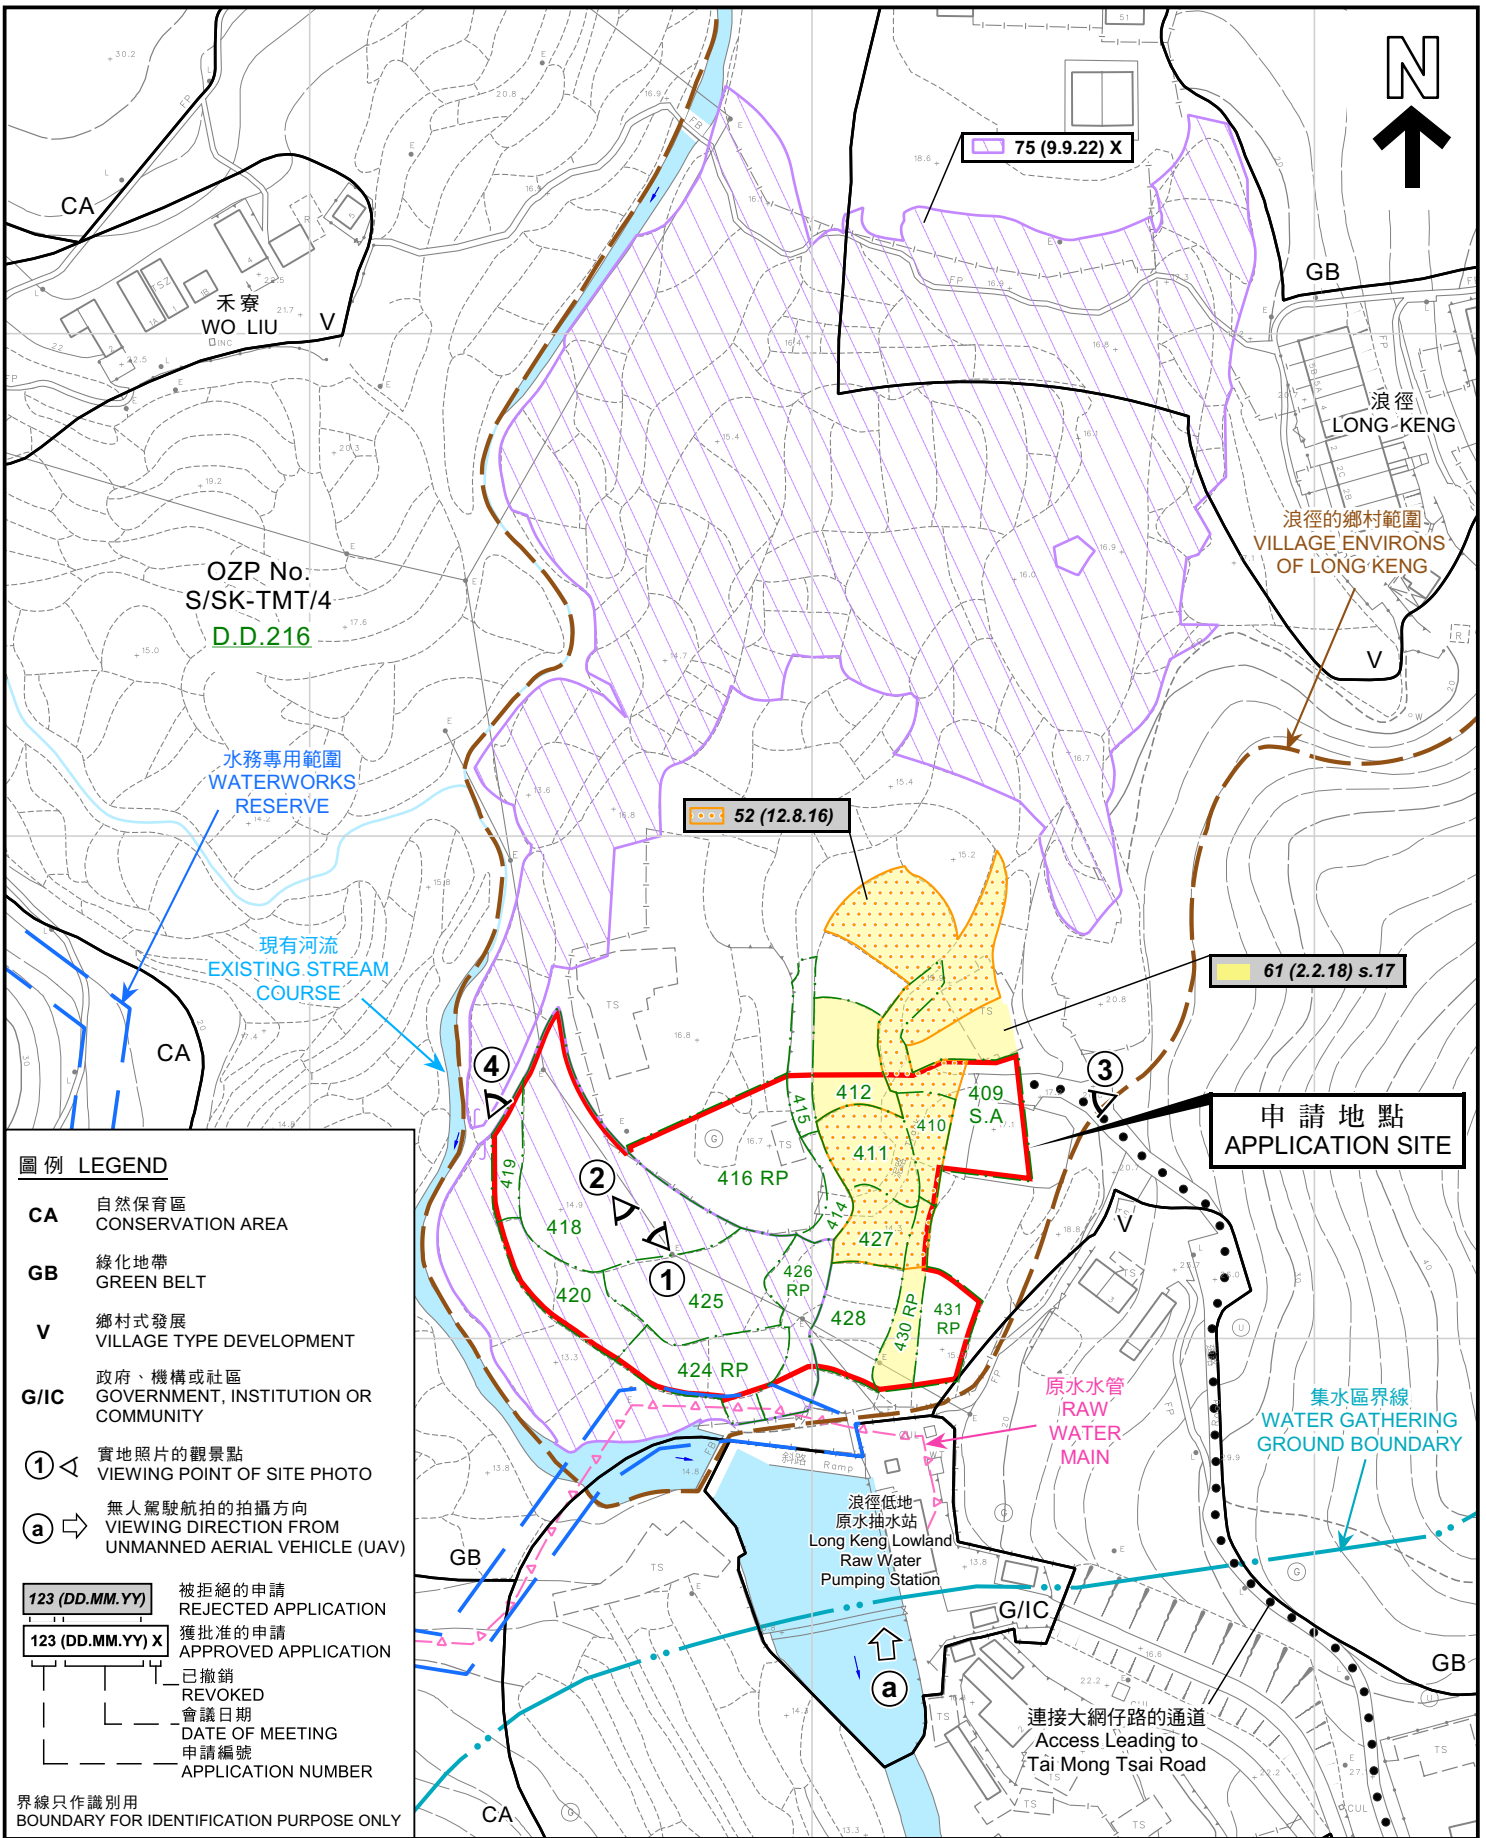 N
75 (9.9.22) X
CA
GB
禾寮
WO LIU
V
浪徑
LONG KENG
浪徑的鄉村範圍
VILLAGE ENVIRONS
OF LONG KENG
OZP No.
S/SK-TMT/4
D.D.216
V
水務專用範圍
WATERWORKS
RESERVE
52 (12.8.16)
現有河流
EXISTING STREAM
COURSE
61 (2.2.18) s.17
CA
4
3
申請地點
APPLICATION SITE
412
409
S.A
415
410
411
419
2
416 RP
414
418
427
1
426
RP
420
425
428
430 RP
431
RP
424 RP
V
原水水管
RAW
WATER
MAIN
集水區界線
WATER GATHERING
GROUND BOUNDARY
斜路
Ramp
浪徑低地
原水抽水站
Long Keng Lowland
Raw Water
Pumping Station
GB
G/IC
a
GB
連接大網仔路的通道
Access Leading to
Tai Mong Tsai Road
CA
圖例 LEGEND
CA
自然保育區
CONSERVATION AREA
GB
綠化地帶
GREEN BELT
V
鄉村式發展
VILLAGE TYPE DEVELOPMENT
G/IC
政府、機構或社區
GOVERNMENT, INSTITUTION OR
COMMUNITY
1
實地照片的觀景點
VIEWING POINT OF SITE PHOTO
a
無人駕駛航拍的拍攝方向
VIEWING DIRECTION FROM
UNMANNED AERIAL VEHICLE (UAV)
123 (DD.MM.YY)
被拒絕的申請
REJECTED APPLICATION
123 (DD.MM.YY) X
獲批准的申請
APPROVED APPLICATION
已撤銷
REVOKED
會議日期
DATE OF MEETING
申請編號
APPLICATION NUMBER
界線只作識別用
BOUNDARY FOR IDENTIFICATION PURPOSE ONLY